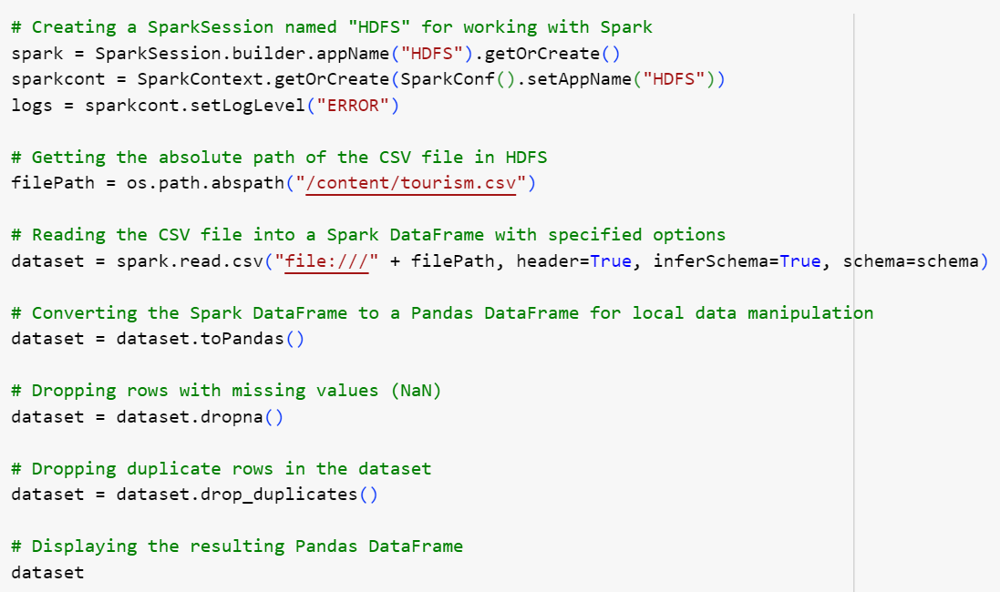 # Creating a SparkSession named "HDFS" for working with Spark
spark = SparkSession.builder.appName("HDFS").getOrCreate()
sparkcont = SparkContext.getOrCreate(SparkConf().setAppName("HDFS"))
logs = sparkcont.setLogLevel("ERROR")
# Getting the absolute path of the CSV file in HDFS
filePath = os.path.abspath("/content/tourism.csv")
# Reading the CSV file into a Spark DataFrame with specified options
dataset = spark.read.csv("file:///" + filePath, header=True, inferSchema=True, schema=schema)
# Converting the Spark DataFrame to a Pandas DataFrame for local data manipulation
dataset = dataset.toPandas()
# Dropping rows with missing values (NaN)
dataset = dataset.dropna()
# Dropping duplicate rows in the dataset
dataset = dataset.drop_duplicates()
# Displaying the resulting Pandas DataFrame
dataset